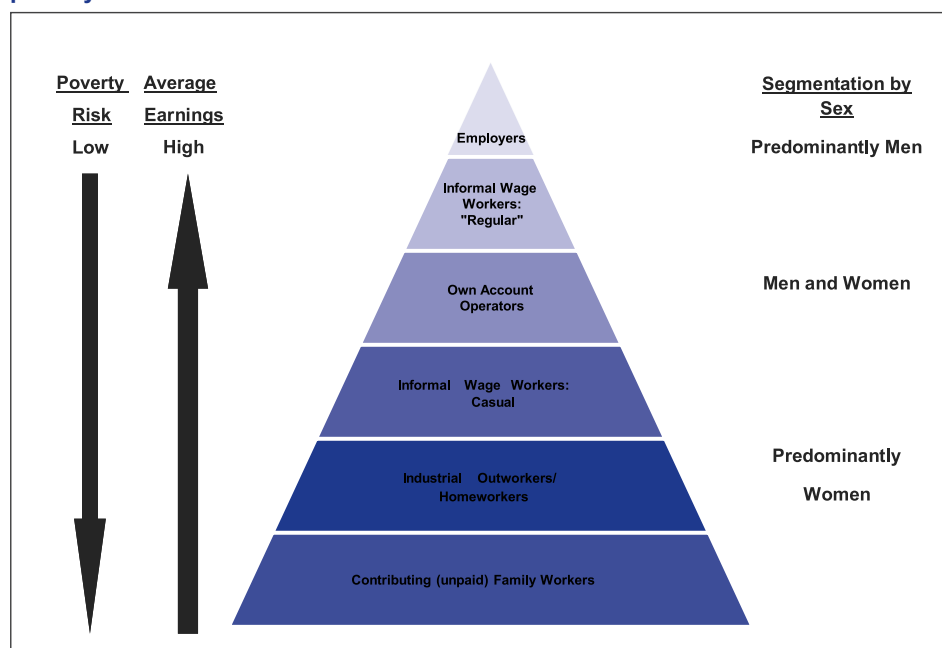 Poverty
Risk
Low
Average
Earnings
High
Segmentation by
Sex
Predominantly Men
Employers
Informal Wage
Workers:
"Regular"
Own Account
Operators
Men and Women
Informal Wage Workers:
Casual
Industrial Outworkers/
Homeworkers
Predominantly
Women
Contributing (unpaid) Family Workers